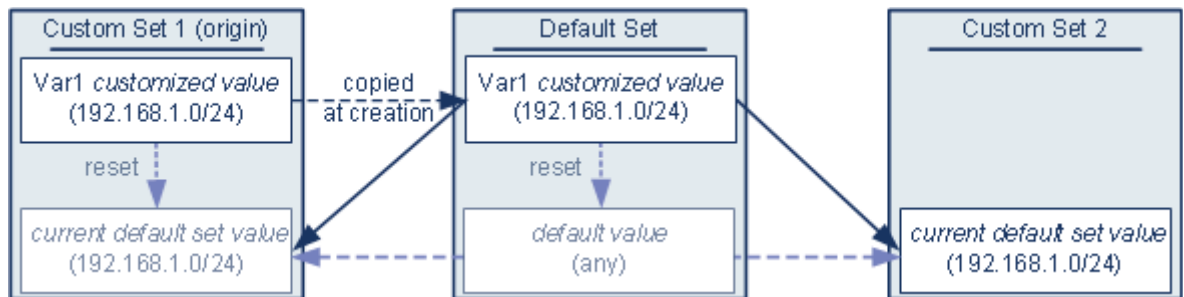 Custom Set 1 (origin)
Var1 customized value
(192.168.1.0/24)
reset
current default set value
(192.168.1.0/24)
copied
at creation
Default Set
Var1 customized value
(192.168.1.0/24)
reset
default value
(any)
Custom Set 2
current default set value
(192.168.1.0/24)